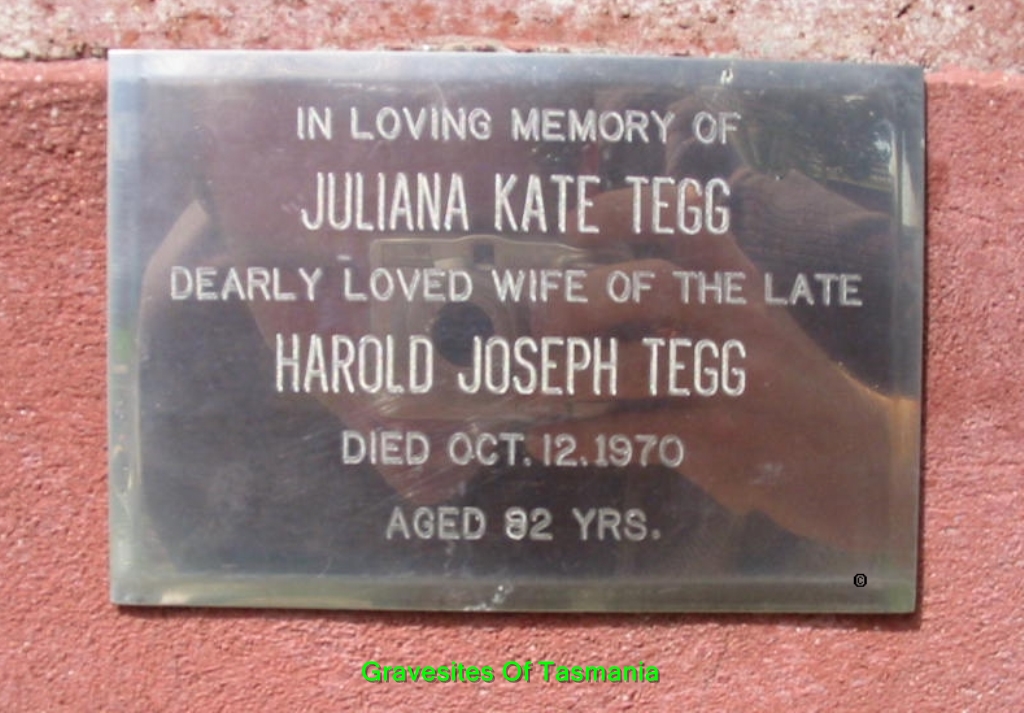 IN LOVING MEMORY OF
JULIANA KATE TEGG
DEARLY LOVED WIFE OF THE LATE
HAROLD JOSEPH TEGG
DIED OCT. 12. 1970
AGED 92 YRS.
©
Gravesites Of Tasmania